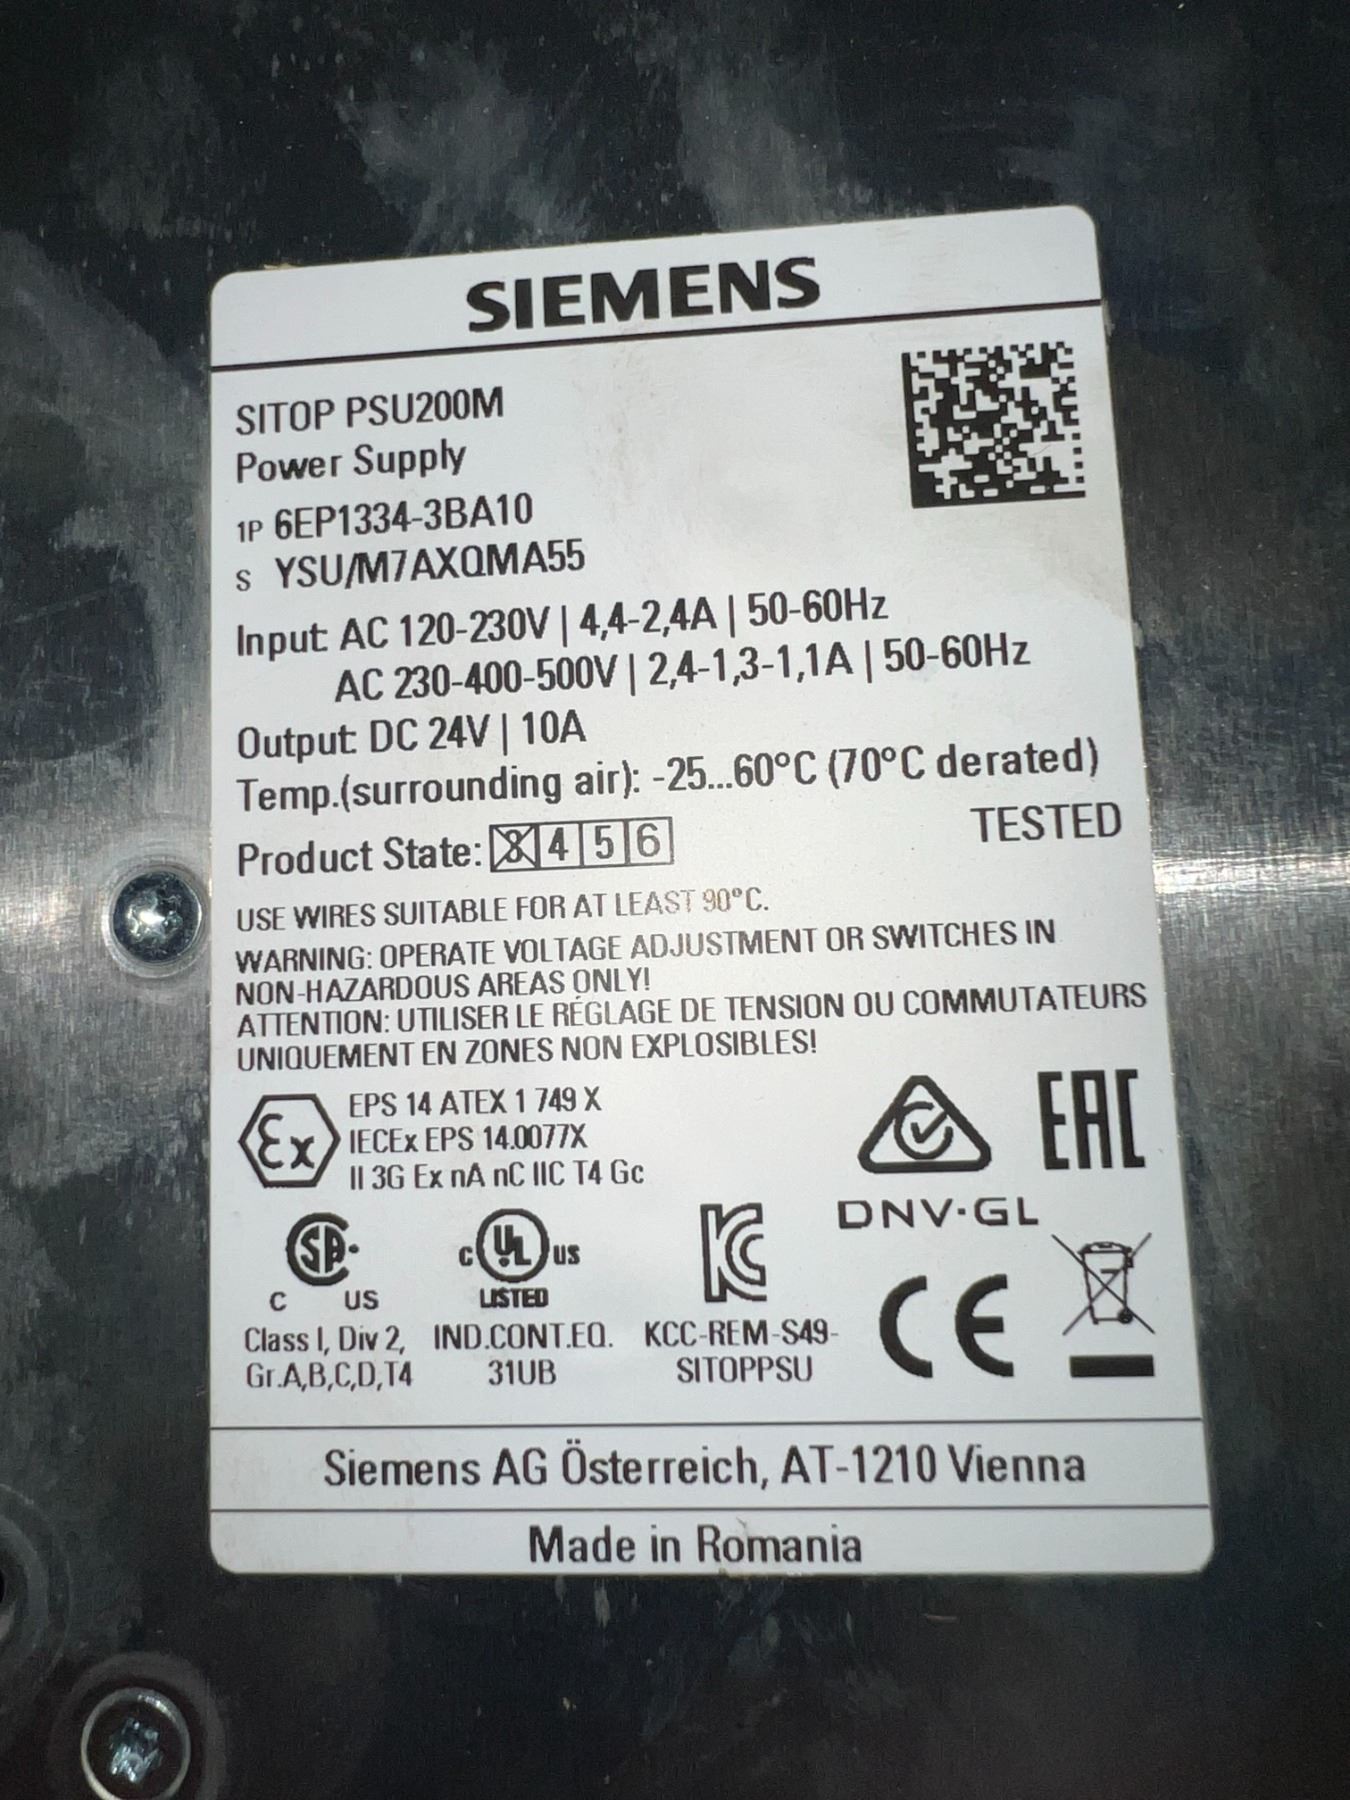 SIEMENS
SITOP PSU200M
Power Supply
1P 6EP1334-3BA10
S YSU/M7AXQMA55
Input: AC 120-230V | 4,4-2,4A | 50-60Hz
AC 230-400-500V | 2,4-1,3-1,1A | 50-60Hz
Output: DC 24V | 10A
Temp.(surrounding air): -25...60°C (70°C derated)
TESTED
Product State: 3 4 5 6
USE WIRES SUITABLE FOR AT LEAST 90°C.
WARNING: OPERATE VOLTAGE ADJUSTMENT OR SWITCHES IN
NON-HAZARDOUS AREAS ONLY!
ATTENTION: UTILISER LE RÉGLAGE DE TENSION OU COMMUTATEURS
UNIQUEMENT EN ZONES NON EXPLOSIBLES!
Ex
EPS 14 ATEX 1 749 X
IECEx EPS 14.0077X
II 3G Ex nA nC IIC T4 Gc
EAC
DNV·GL
SA
C US
Class I, Div 2,
Gr.A,B,C,D,T4
c UL us
LISTED
IND.CONT.EQ.
31UB
KC
KCC-REM-S49-
SITOPPSU
CE
Siemens AG Österreich, AT-1210 Vienna
Made in Romania